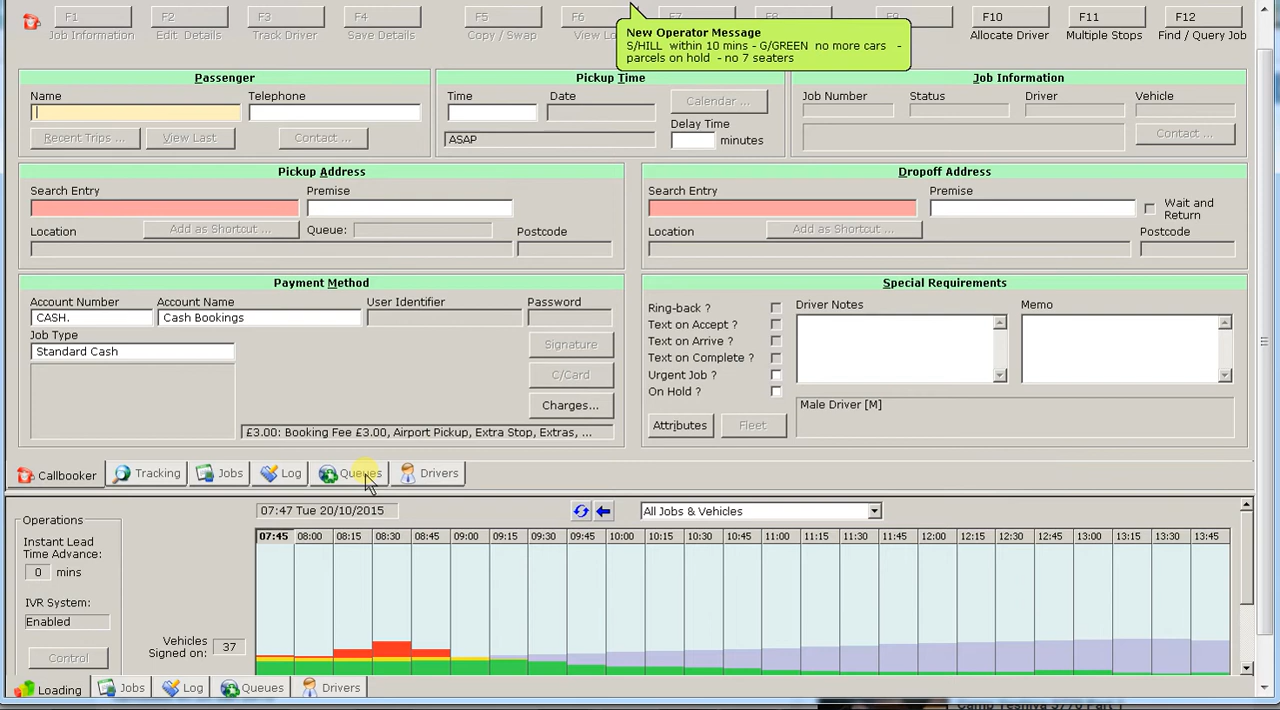 F1 F2 F3 F4 F5 F6 F7 F8 F9 F10 F11 F12
Job Information Edit Details Track Driver Save Details Copy / Swap View Allocate Driver Multiple Stops Find / Query Job
New Operator Message
S/HILL within 10 mins - G/GREEN no more cars -
parcels on hold - no 7 seaters
Passenger Pickup Time Job Information
Name Telephone Time Date Calendar ... Job Number Status Driver Vehicle
Delay Time
Recent Trips ... View Last Contact ... ASAP minutes Contact ...
Pickup Address Dropoff Address
Search Entry Premise Search Entry Premise
Wait and
Return
Location Add as Shortcut ... Queue: Postcode Location Add as Shortcut ... Postcode
Payment Method Special Requirements
Account Number Account Name User Identifier Password Ring-back ? Driver Notes Memo
CASH. Cash Bookings Text on Accept ?
Job Type Signature Text on Arrive ?
Standard Cash Text on Complete ?
C/Card Urgent Job ?
On Hold ?
Charges... Male Driver [M]
£3.00: Booking Fee £3.00, Airport Pickup, Extra Stop, Extras, ... Attributes Fleet
Callbooker Tracking Jobs Log Queues Drivers
Operations 07:47 Tue 20/10/2015 All Jobs & Vehicles
Instant Lead
Time Advance:
0 mins
07:45 08:00 08:15 08:30 08:45 09:00 09:15 09:30 09:45 10:00 10:15 10:30 10:45 11:00 11:15 11:30 11:45 12:00 12:15 12:30 12:45 13:00 13:15 13:30 13:45
IVR System:
Enabled
Vehicles
Signed on: 37
Control
Loading Jobs Log Queues Drivers